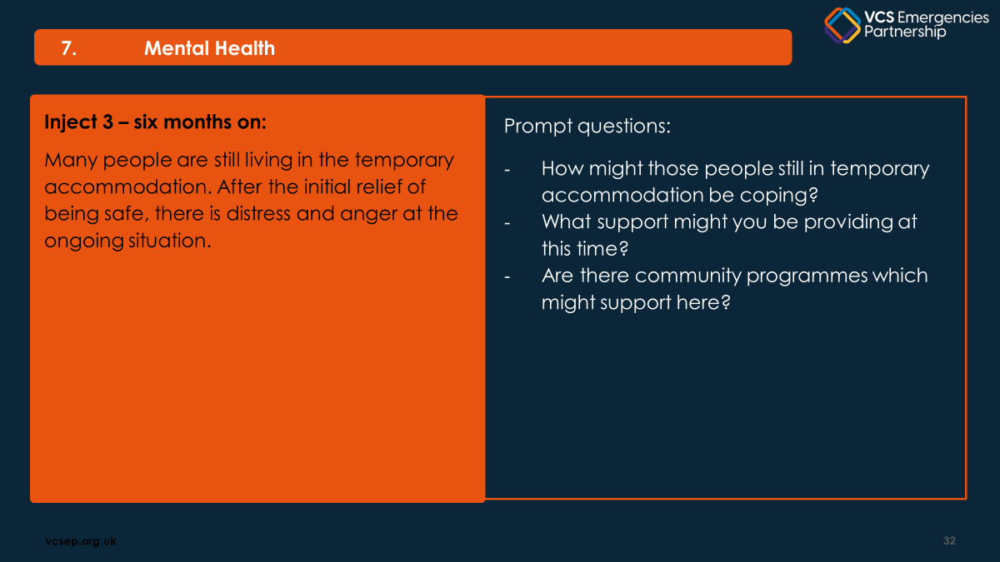 VCS Emergencies
Partnership
7. Mental Health
Inject 3 – six months on:
Many people are still living in the temporary
accommodation. After the initial relief of
being safe, there is distress and anger at the
ongoing situation.
Prompt questions:
- How might those people still in temporary
accommodation be coping?
- What support might you be providing at
this time?
- Are there community programmes which
might support here?
vcsep.org.uk
32